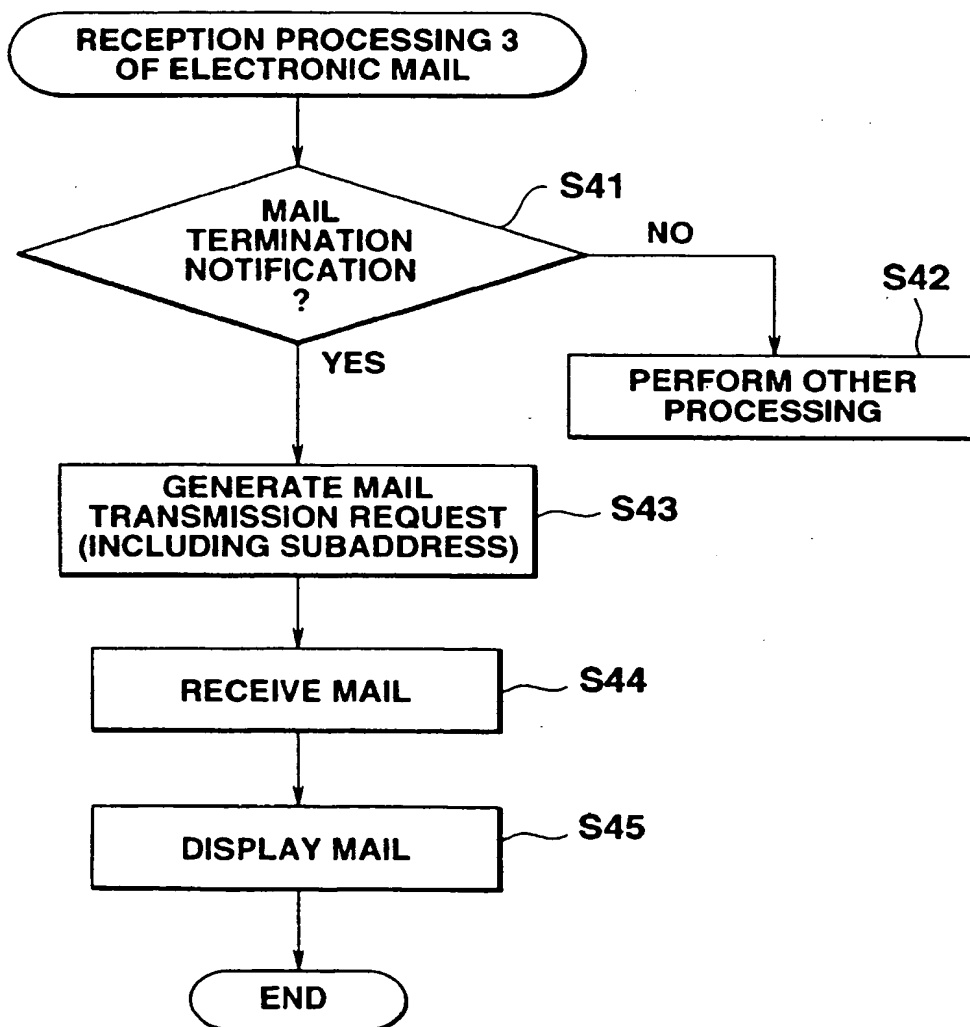 RECEPTION PROCESSING 3
OF ELECTRONIC MAIL
S41
MAIL
TERMINATION
NOTIFICATION
?
NO
S42
YES
PERFORM OTHER
PROCESSING
GENERATE MAIL
TRANSMISSION REQUEST
(INCLUDING SUBADDRESS)
S43
RECEIVE MAIL
S44
DISPLAY MAIL
S45
END